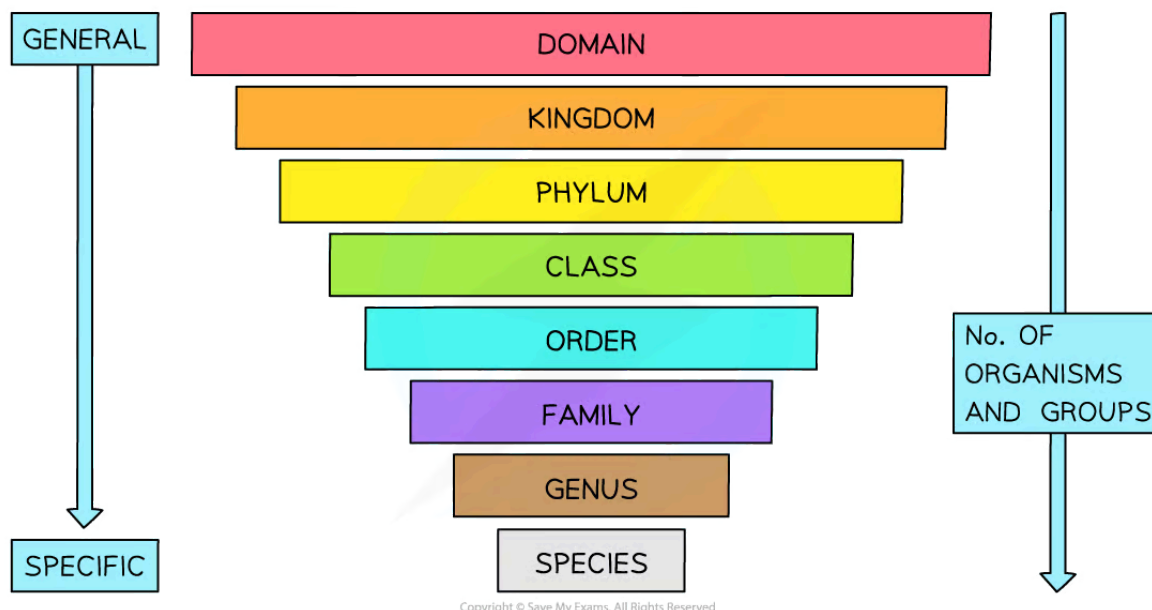 GENERAL
DOMAIN
KINGDOM
PHYLUM
CLASS
ORDER
No. OF
ORGANISMS
AND GROUPS
FAMILY
GENUS
SPECIES
SPECIFIC
Copyright © Save My Exams. All Rights Reserved